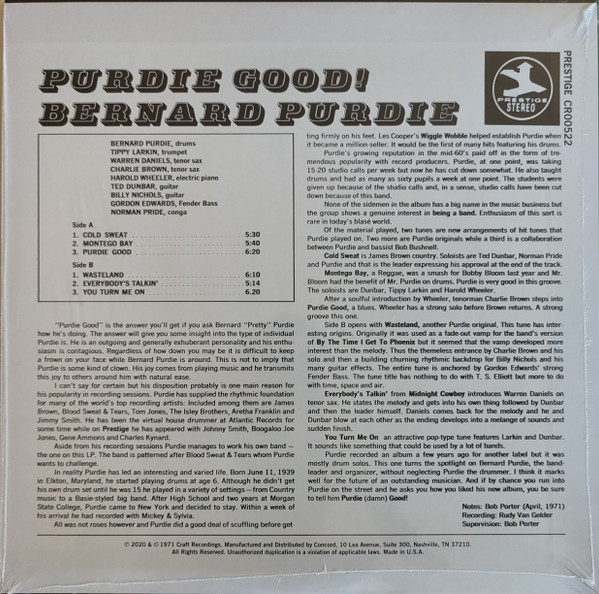 PURDIE GOOD!
BERNARD PURDIE
PRESTIGE
STEREO
PRESTIGE CR00522
BERNARD PURDIE, drums
TIPPY LARKIN, trumpet
WARREN DANIELS, tenor sax
CHARLIE BROWN, tenor sax
HAROLD WHEELER, electric piano
TED DUNBAR, guitar
BILLY NICHOLS, guitar
GORDON EDWARDS, Fender Bass
NORMAN PRIDE, conga
Side A
1. COLD SWEAT 5:30
2. MONTEGO BAY 5:40
3. PURDIE GOOD 6:20
Side B
1. WASTELAND 6:10
2. EVERYBODY'S TALKIN' 5:14
3. YOU TURN ME ON 6.20
"Purdie Good" is the answer you'll get if you ask Bernard "Pretty" Purdie
how he's doing. The answer will give you some insight into the type of individual
Purdie is. He is an outgoing and generally exhuberant personality and his enthu-
siasm is contagious. Regardless of how down you may be it is difficult to keep
a frown on your face while Bernard Purdie is around. This is not to imply that
Purdie is some kind of clown. His joy comes from playing music and he transmits
this joy to others around him with natural ease.
I can't say for certain but his disposition probably is one main reason for
his popularity in recording sessions. Purdie has supplied the rhythmic foundation
for many of the world's top recording artists: Included among them are James
Brown, Blood Sweat & Tears, Tom Jones, The Isley Brothers, Aretha Franklin and
Jimmy Smith. He has been the virtual house drummer at Atlantic Records for
some time while on Prestige he has appeared with Johnny Smith, Boogaloo Joe
Jones, Gene Ammons and Charles Kynard.
Aside from his recording sessions Purdie manages to work his own band —
the one on this LP. The band is patterned after Blood Sweat & Tears whom Purdie
wants to challenge.
In reality Purdie has led an interesting and varied life. Born June 11, 1939
in Elkton, Maryland, he started playing drums at age 6. Although he didn't get
his own drum set until he was 15 he played in a variety of settings— from Country
music to a Basie-styled big band. After High School and two years at Morgan
State College, Purdie came to New York and decided to stay. Within a week of
his arrival he had recorded with Mickey & Sylvia.
All was not roses however and Purdie did a good deal of scuffling before get-
ting firmly on his feet. Les Cooper's Wiggle Wobble helped establish Purdie when
it became a million-seller. It would be the first of many hits featuring his drums.
Purdie's growing reputation in the mid-60's paid off in the form of tre-
mendous popularity with record producers. Purdie, at one point, was taking
15-20 studio calls per week but now he has cut down somewhat. He also taught
drums and had as many as sixty pupils a week at one point. The students were
given up because of the studio calls and, in a sense, studio calls have been cut
down because of this band.
None of the sidemen in the album has a big name in the music business but
the group shows a genuine interest in being a band. Enthusiasm of this sort is
rare in today's blasé world.
Of the material played, two tunes are new arrangements of hit tunes that
Purdie played on. Two more are Purdie originals while a third is a collaboration
between Purdie and bassist Bob Bushnell.
Cold Sweat is James Brown country. Soloists are Ted Dunbar, Norman Pride
and Purdie and that is the leader expressing his approval at the end of the track.
Montego Bay, a Reggae, was a smash for Bobby Bloom last year and Mr.
Bloom had the benefit of Mr. Purdie on drums. Purdie is very good in this groove.
The soloists are Dunbar, Tippy Larkin and Harold Wheeler.
After a soulful introduction by Wheeler, tenorman Charlie Brown steps into
Purdie Good, a blues. Wheeler has a strong solo before Brown returns. A strong
groove this one.
Side B opens with Wasteland, another Purdie original. This tune has inter-
esting origins. Originally it was used as a fade-out vamp for the band's version
of By The Time I Get To Phoenix but it seemed that the vamp developed more
interest than the melody. Thus the themeless entrance by Charlie Brown and his
solo and then a building churning rhythmic backdrop for Billy Nichols and his
many guitar effects. The entire tune is anchored by Gordon Edwards' strong
Fender Bass. The tune title has nothing to do with T. S. Elliott but more to do
with time, space and air.
Everybody's Talkin' from Midnight Cowboy introduces Warren Daniels on
tenor sax. He states the melody and gets into his own thing followed by Dunbar
and then the leader himself. Daniels comes back for the melody and he and
Dunbar blow at each other as the ending develops into a melange of sounds and
sudden finish.
You Turn Me On an attractive pop-type tune features Larkin and Dunbar.
It sounds like something that could be used by a lot of bands.
Purdie recorded an album a few years ago for another label but it was
mostly drum solos. This one turns the spotlight on Bernard Purdie, the band-
leader and organizer, without neglecting Purdie the drummer. I think it marks
well for the future of an outstanding musician. And if by chance you run into
Purdie on the street and he asks you how you liked his new album, you be sure
to tell him Purdie (damn) Good!
Notes: Bob Porter (April, 1971)
Recording: Rudy Van Gelder
Supervision: Bob Porter
℗ 2020 & © 1971 Craft Recordings. Manufactured and Distributed by Concord, 10 Lea Avenue, Suite 300, Nashville, TN 37210.
All Rights Reserved. Unauthorized duplication is a violation of applicable laws. Made in U.S.A.